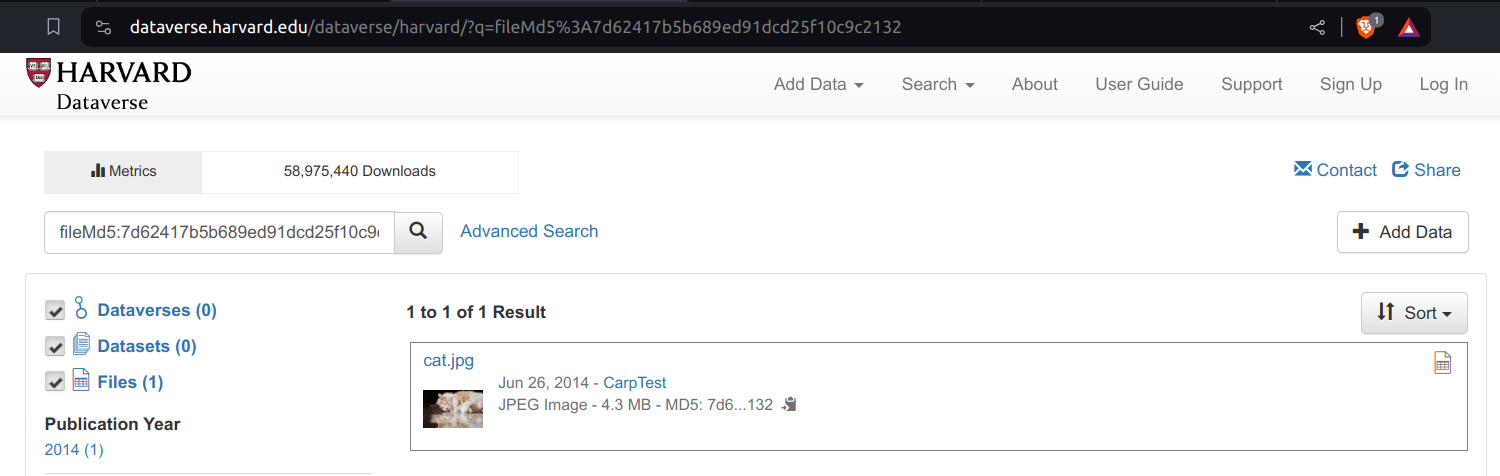 dataverse.harvard.edu/dataverse/harvard/?q=fileMd5%3A7d62417b5b689ed91dcd25f10c9c2132
1
HARVARD
Dataverse
Add Data
Search
About
User Guide
Support
Sign Up
Log In
Metrics
58,975,440 Downloads
Contact
Share
fileMd5:7d62417b5b689ed91dcd25f10c9
Advanced Search
Add Data
Dataverses (0)
Datasets (0)
Files (1)
Publication Year
2014 (1)
1 to 1 of 1 Result
Sort
cat.jpg
Jun 26, 2014 - CarpTest
JPEG Image - 4.3 MB - MD5: 7d6...132